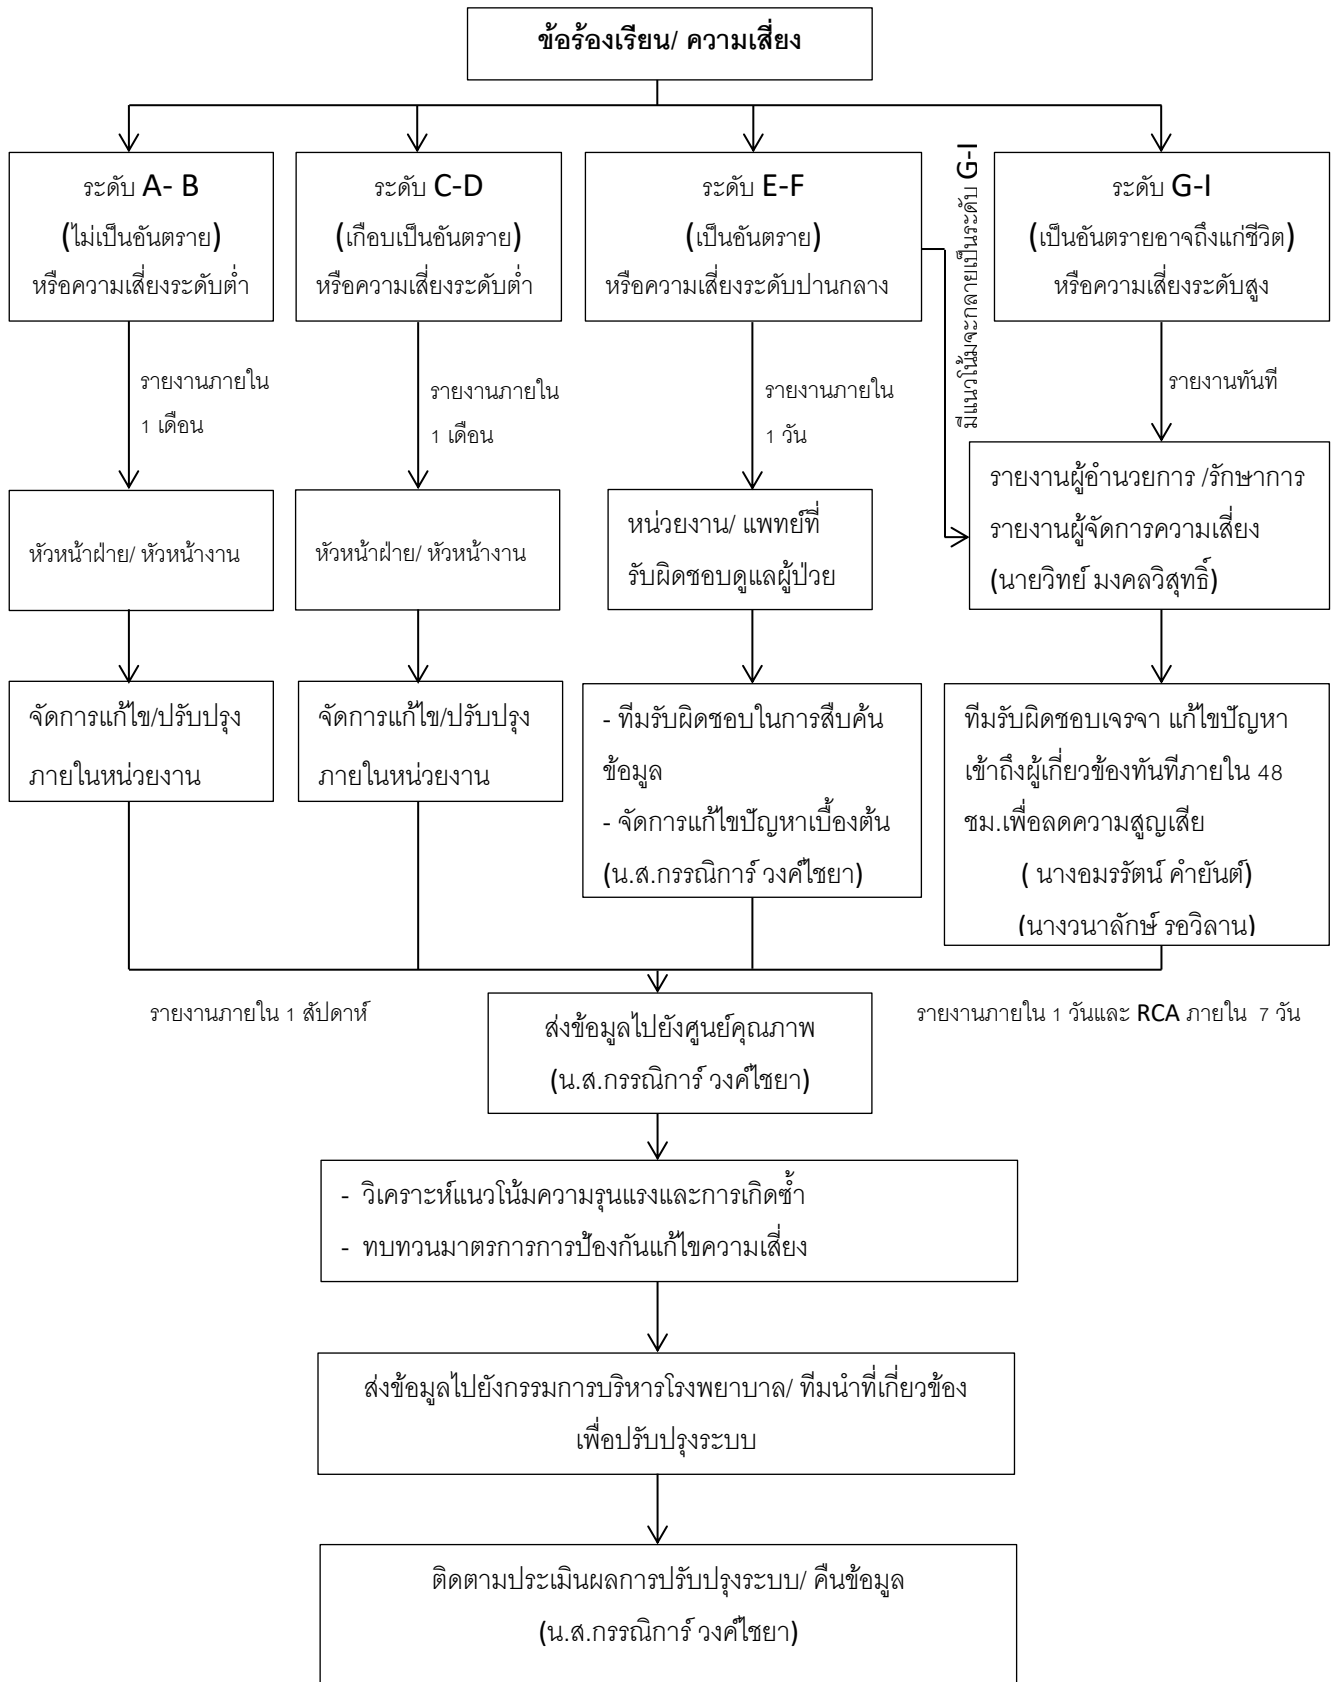 ข้อร้องเรียน/ ความเสี่ยง
ระดับ A- B
(ไม่เป็นอันตราย)
หรือความเสี่ยงระดับต่ำ
ระดับ C-D
(เกือบเป็นอันตราย)
หรือความเสี่ยงระดับต่ำ
ระดับ E-F
(เป็นอันตราย)
หรือความเสี่ยงระดับปานกลาง
มีแนวโน้มจะกลายเป็นระดับ G-I
ระดับ G-I
(เป็นอันตรายอาจถึงแก่ชีวิต)
หรือความเสี่ยงระดับสูง
รายงานภายใน
1 เดือน
รายงานภายใน
1 เดือน
รายงานภายใน
1 วัน
รายงานทันที
หัวหน้าฝ่าย/ หัวหน้างาน
หัวหน้าฝ่าย/ หัวหน้างาน
หน่วยงาน/ แพทย์ที่
รับผิดชอบดูแลผู้ป่วย
รายงานผู้อำนวยการ /รักษาการ
รายงานผู้จัดการความเสี่ยง
(นายวิทย์ มงคลวิสุทธิ์)
จัดการแก้ไข/ปรับปรุง
ภายในหน่วยงาน
จัดการแก้ไข/ปรับปรุง
ภายในหน่วยงาน
- ทีมรับผิดชอบในการสืบค้น
ข้อมูล
- จัดการแก้ไขปัญหาเบื้องต้น
(น.ส.กรรณิการ์ วงค์ไชยา)
ทีมรับผิดชอบเจรจา แก้ไขปัญหา
เข้าถึงผู้เกี่ยวข้องทันทีภายใน 48
ชม.เพื่อลดความสูญเสีย
( นางอมรรัตน์ คำยันต์)
(นางวนาลักษ์ รอวิลาน)
รายงานภายใน 1 สัปดาห์
รายงานภายใน 1 วันและ RCA ภายใน 7 วัน
ส่งข้อมูลไปยังศูนย์คุณภาพ
(น.ส.กรรณิการ์ วงค์ไชยา)
- วิเคราะห์แนวโน้มความรุนแรงและการเกิดซ้ำ
- ทบทวนมาตรการการป้องกันแก้ไขความเสี่ยง
ส่งข้อมูลไปยังกรรมการบริหารโรงพยาบาล/ ทีมนำที่เกี่ยวข้อง
เพื่อปรับปรุงระบบ
ติดตามประเมินผลการปรับปรุงระบบ/ คืนข้อมูล
(น.ส.กรรณิการ์ วงค์ไชยา)